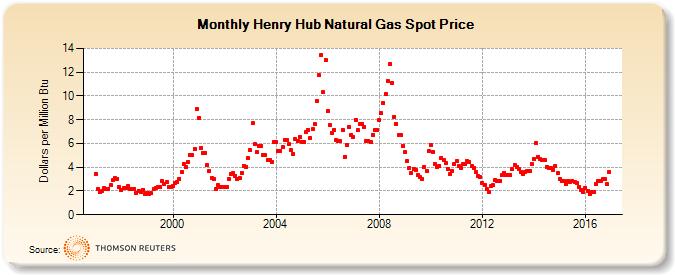 Monthly Henry Hub Natural Gas Spot Price
Dollars per Million Btu
14
12
10
8
6
4
2
0
2000 2004 2008 2012 2016
Source: THOMSON REUTERS